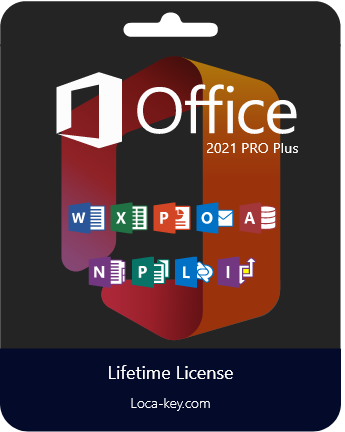 Office
2021 PRO Plus
W X P O A
N P L I
Lifetime License
Loca-key.com